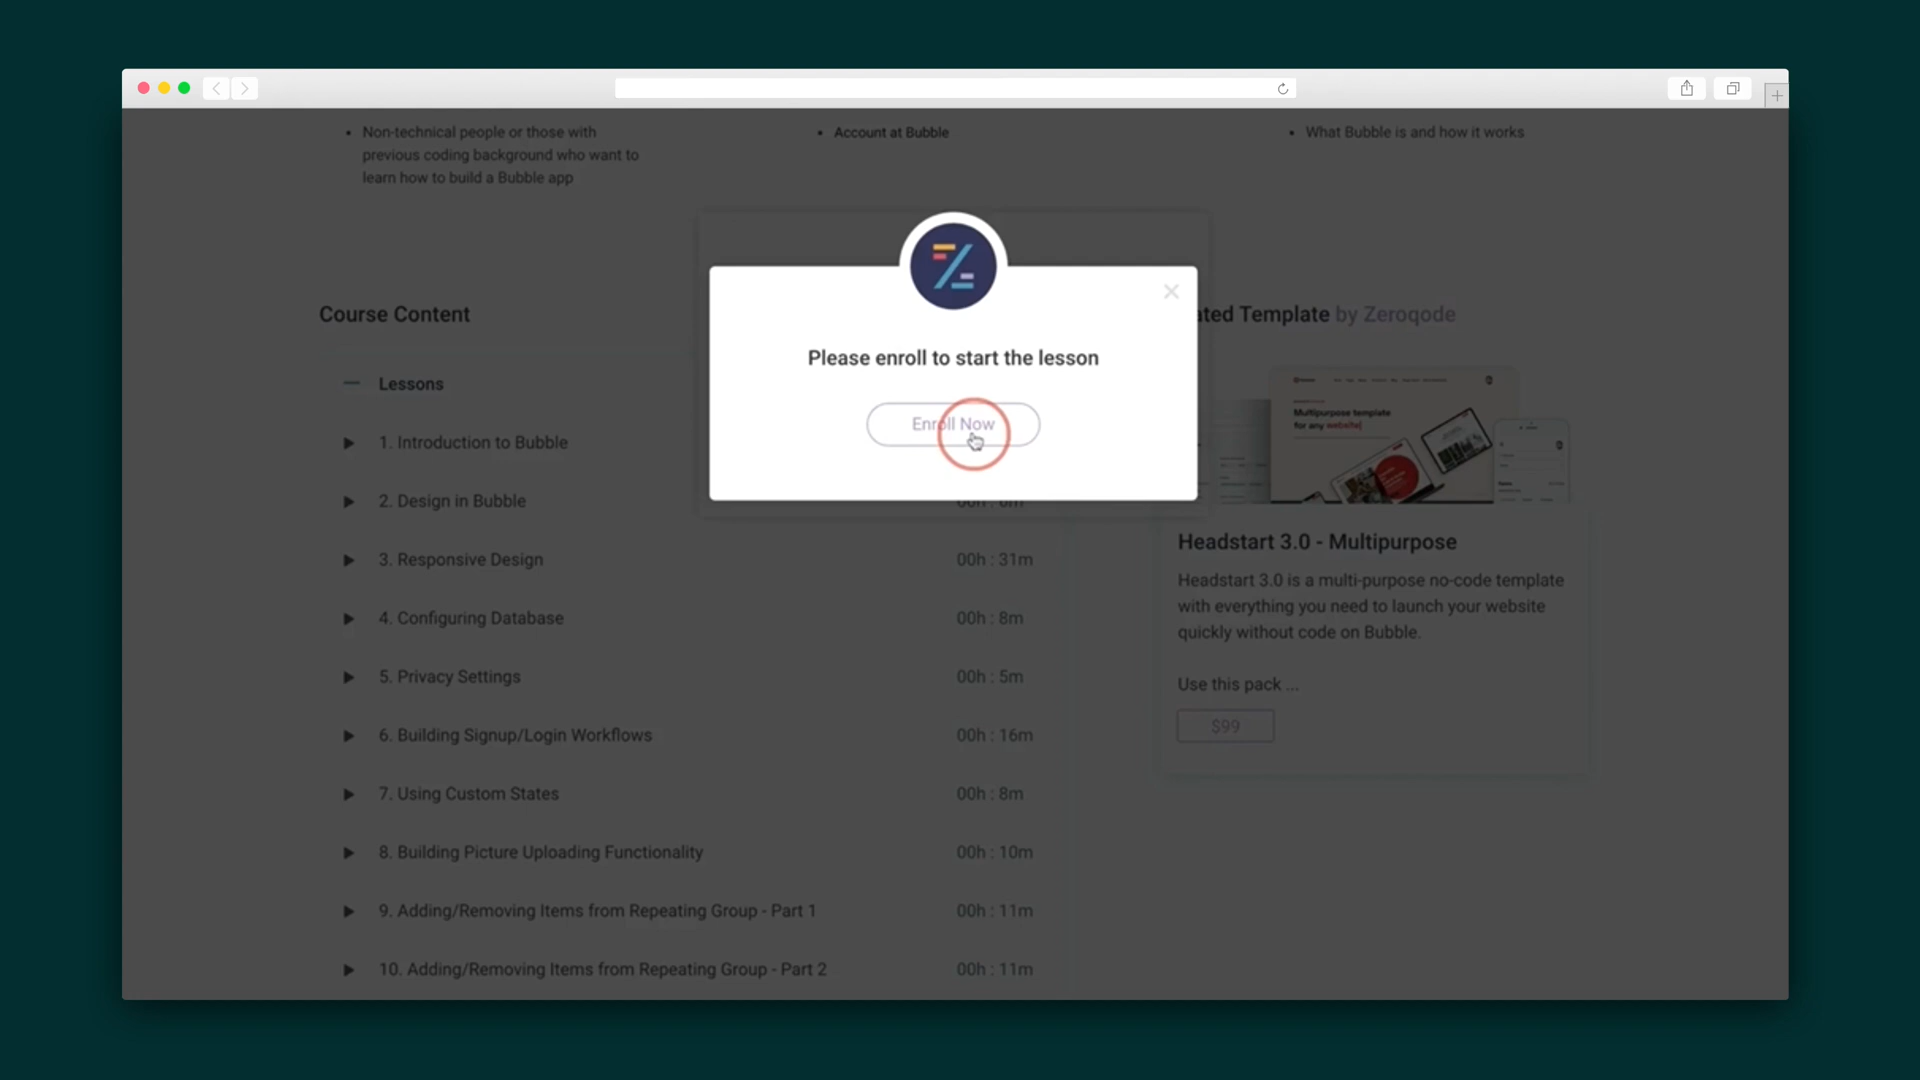 Non-technical people or those with
previous coding background who want to
learn how to build a Bubble app
Account at Bubble
What Bubble is and how it works
Please enroll to start the lesson
Enroll Now
Course Content
Lessons
1. Introduction to Bubble
2. Design in Bubble
3. Responsive Design 00h : 31m
4. Configuring Database 00h : 8m
5. Privacy Settings 00h : 5m
6. Building Signup/Login Workflows 00h : 16m
7. Using Custom States 00h : 8m
8. Building Picture Uploading Functionality 00h : 10m
9. Adding/Removing Items from Repeating Group - Part 1 00h : 11m
10. Adding/Removing Items from Repeating Group - Part 2 00h : 11m
ated Template by Zeroqode
Multipurpose template
for any website
Headstart 3.0 - Multipurpose
Headstart 3.0 is a multi-purpose no-code template
with everything you need to launch your website
quickly without code on Bubble.
Use this pack ...
$99